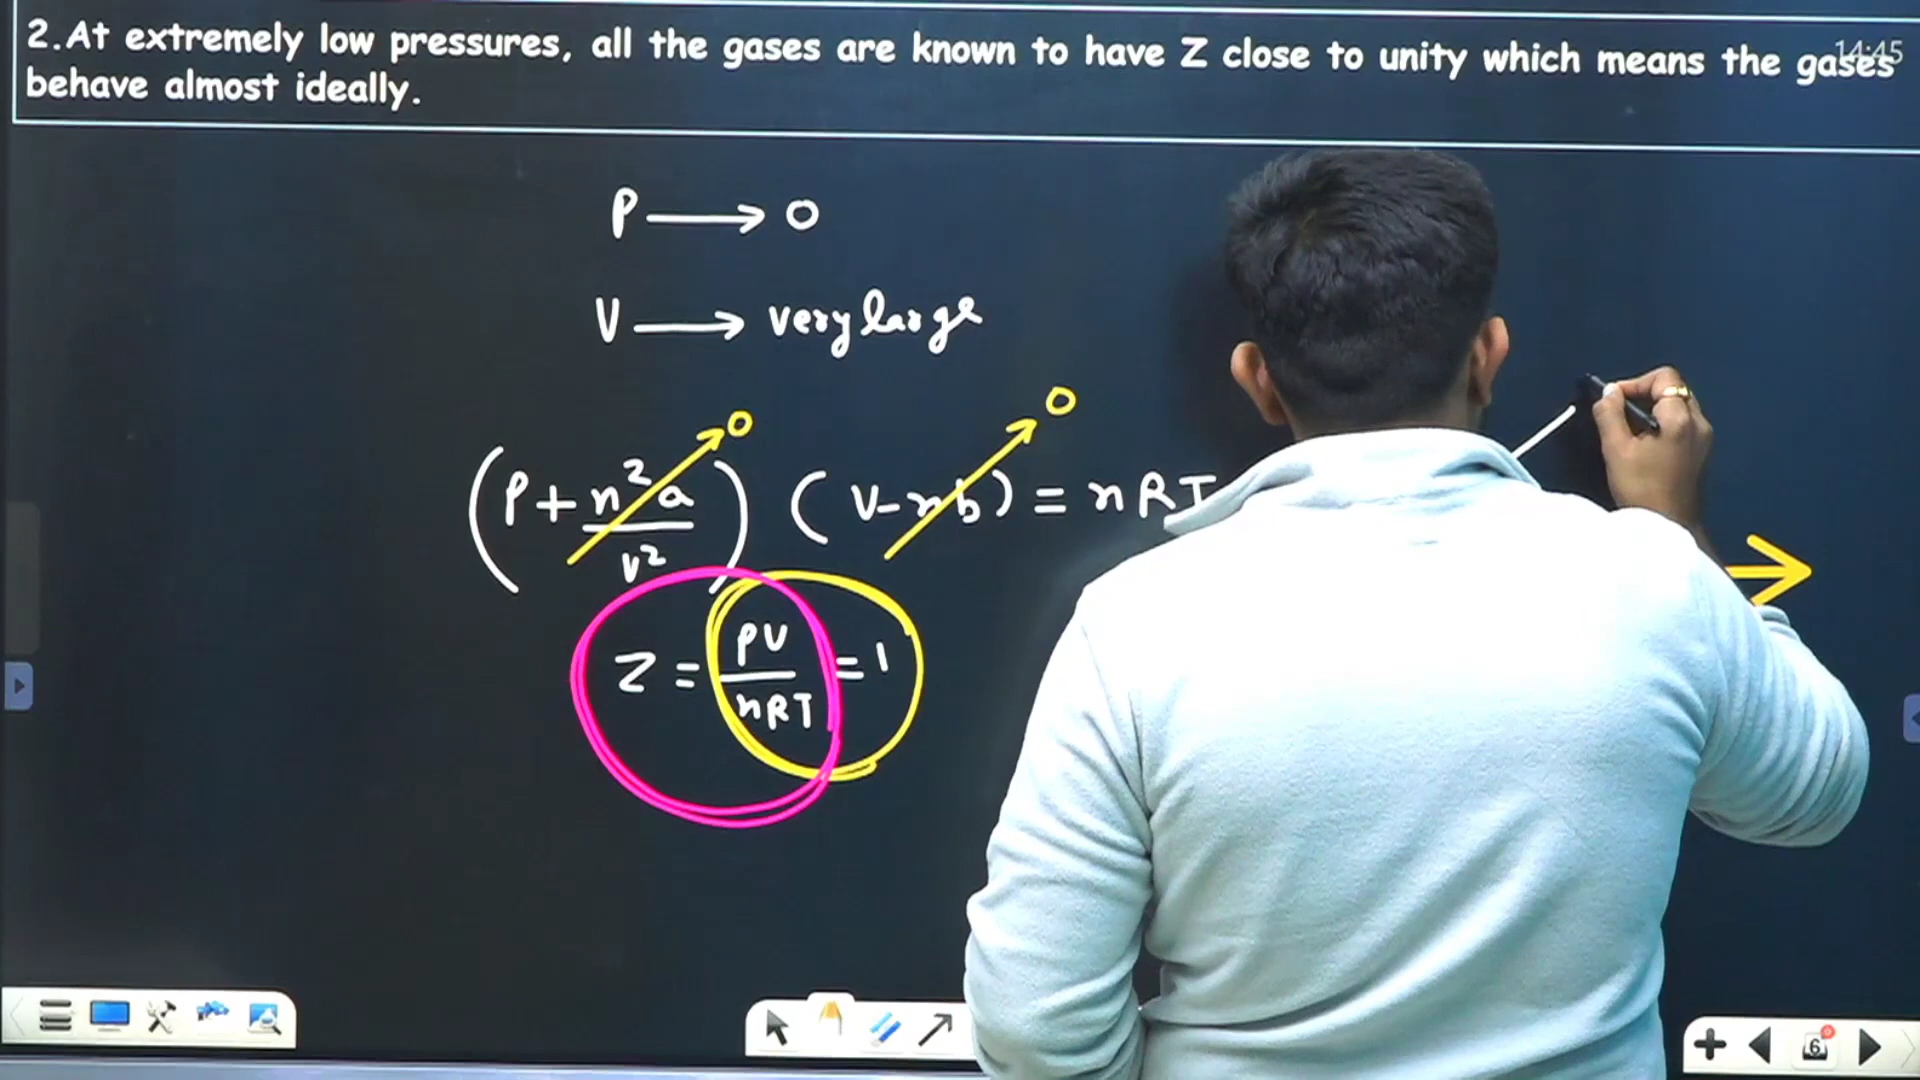 2.At extremely low pressures, all the gases are known to have Z close to unity which means the gases
14:45
behave almost ideally.
P ⟶ 0
V ⟶ very large
0 0
(P + n²a/v²) (V-nb) = nRT
Z = PV/nRT = 1
6